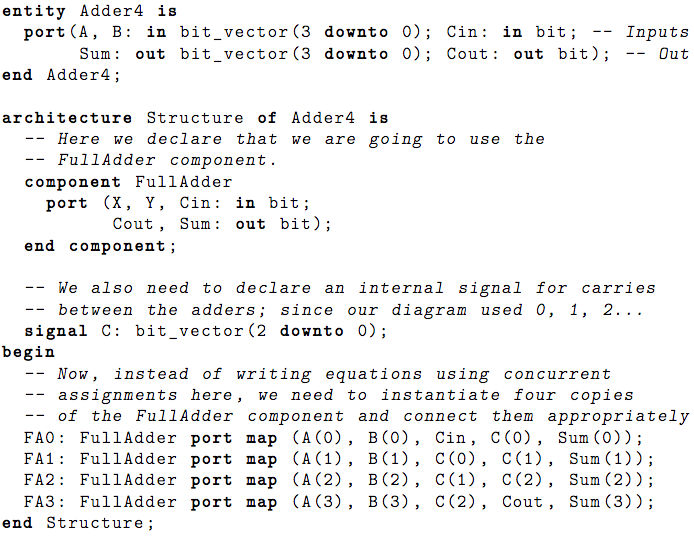 entity Adder4 is
port(A, B: in bit_vector(3 downto 0); Cin: in bit; -- Inputs
Sum: out bit_vector(3 downto 0); Cout: out bit); -- Out
end Adder4;
architecture Structure of Adder4 is
-- Here we declare that we are going to use the
-- FullAdder component.
component FullAdder
port (X, Y, Cin: in bit;
Cout, Sum: out bit);
end component;
-- We also need to declare an internal signal for carries
-- between the adders; since our diagram used 0, 1, 2...
signal C: bit_vector(2 downto 0);
begin
-- Now, instead of writing equations using concurrent
-- assignments here, we need to instantiate four copies
-- of the FullAdder component and connect them appropriately
FA0: FullAdder port map (A(0), B(0), Cin, C(0), Sum(0));
FA1: FullAdder port map (A(1), B(1), C(0), C(1), Sum(1));
FA2: FullAdder port map (A(2), B(2), C(1), C(2), Sum(2));
FA3: FullAdder port map (A(3), B(3), C(2), Cout, Sum(3));
end Structure;